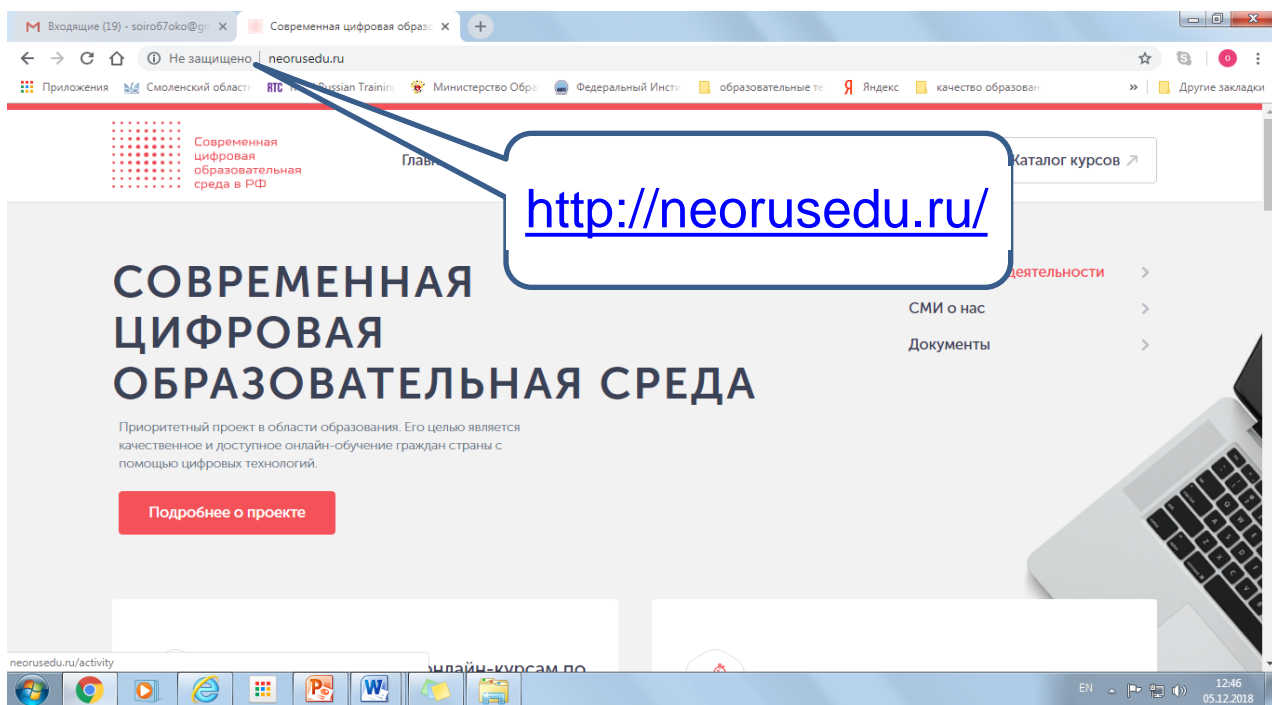 Входящие (19) - soiro67oko@gm
Современная цифровая образо
Не защищено | neorusedu.ru
Приложения Смоленский област RTC Russian Training Министерство Обра Федеральный Инсти образовательные те Яндекс качество образован » Другие закладки
Современная
цифровая
образовательная
среда в РФ
Каталог курсов
http://neorusedu.ru/
СОВРЕМЕННАЯ
ЦИФРОВАЯ
ОБРАЗОВАТЕЛЬНАЯ СРЕДА
деятельности
СМИ о нас
Документы
Приоритетный проект в области образования. Его целью является
качественное и доступное онлайн-обучение граждан страны с
помощью цифровых технологий.
Подробнее о проекте
онлайн-курсам по
neorusedu.ru/activity
EN
12:46
05.12.2018